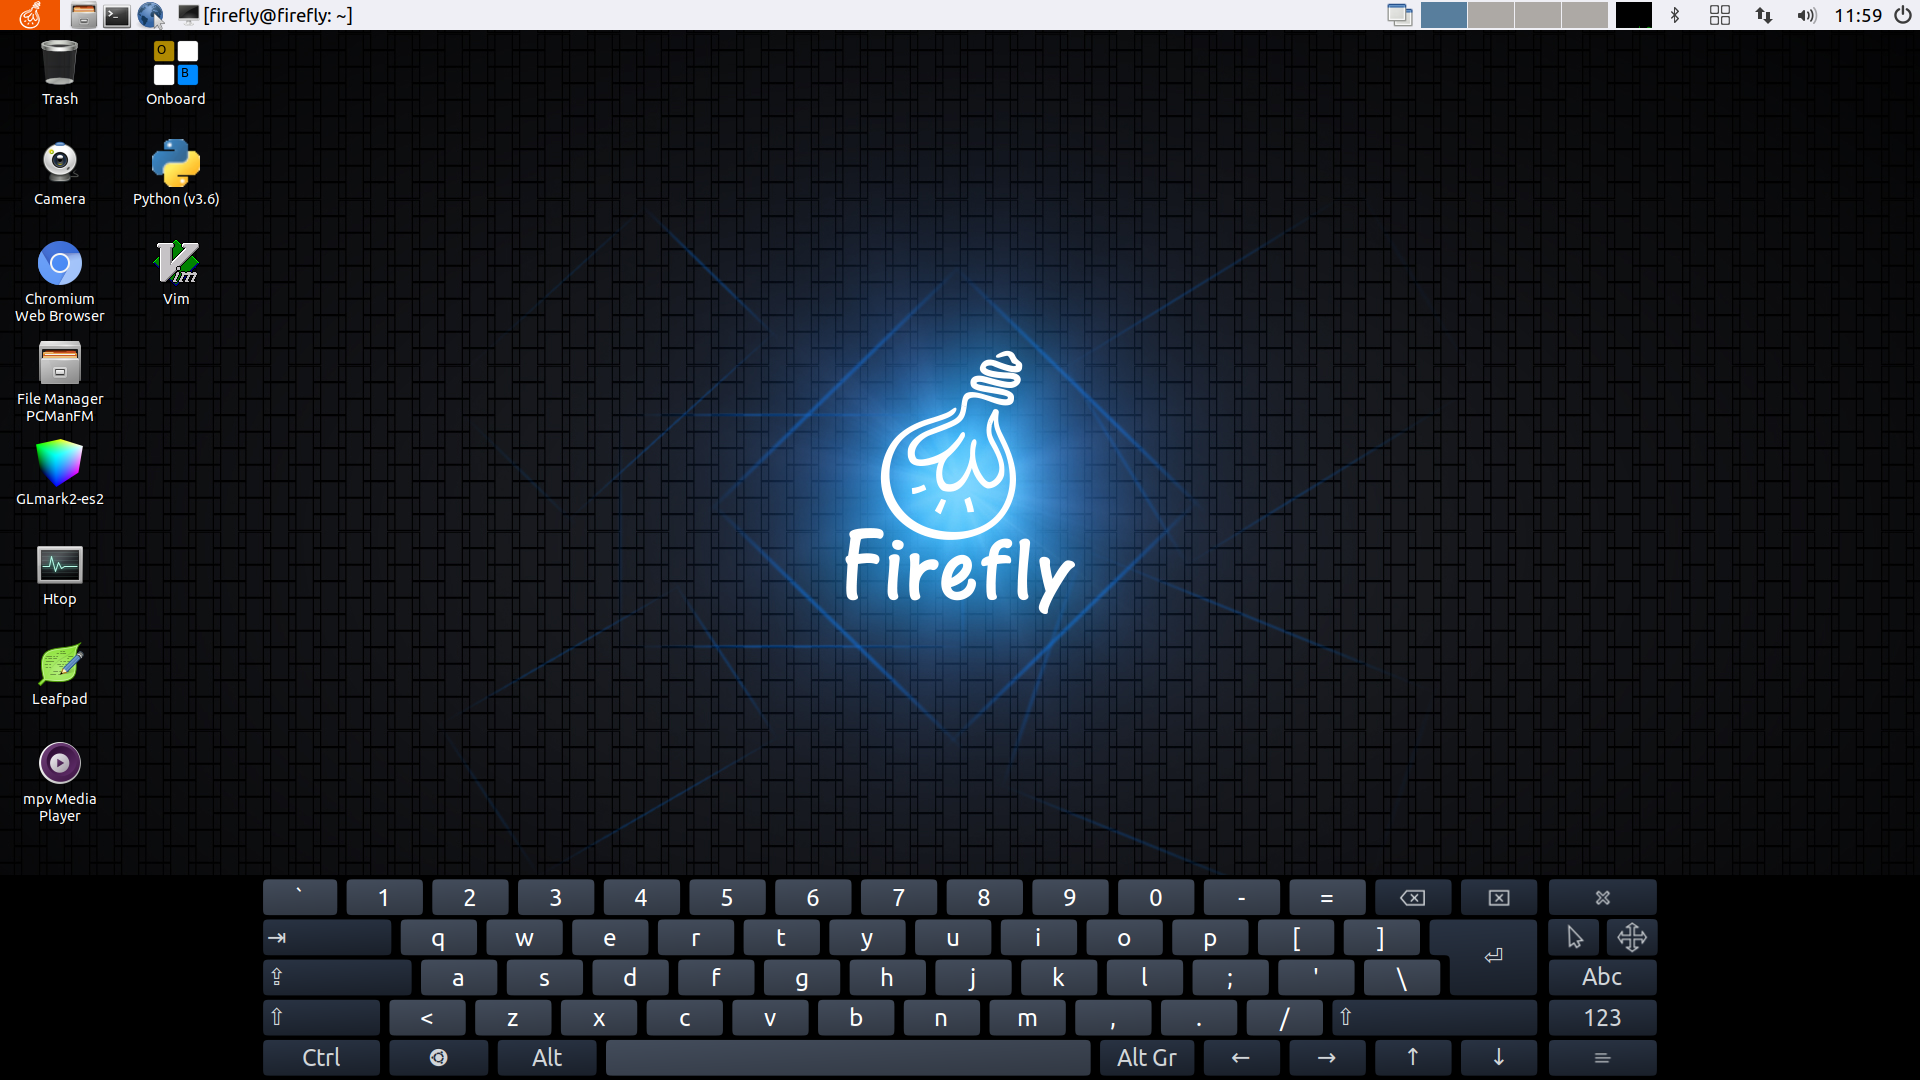 [firefly@firefly: ~]
11:59
Trash
O
B
Onboard
Camera
Python (v3.6)
Chromium
Web Browser
Vim
File Manager
PCManFM
GLmark2-es2
Htop
Leafpad
mpv Media
Player
Firefly
` 1 2 3 4 5 6 7 8 9 0 - =
q w e r t y u i o p [ ]
a s d f g h j k l ; ' \ Abc
< z x c v b n m , . / 123
Ctrl Alt Alt Gr ← → ↑ ↓